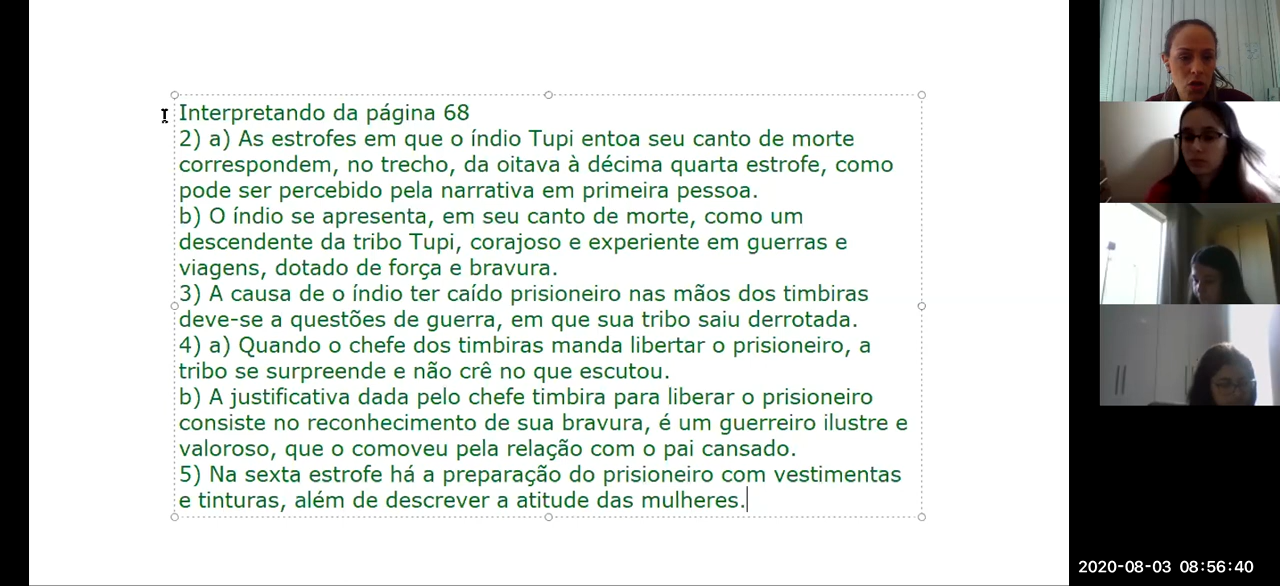 Interpretando da página 68
2) a) As estrofes em que o índio Tupi entoa seu canto de morte
correspondem, no trecho, da oitava à décima quarta estrofe, como
pode ser percebido pela narrativa em primeira pessoa.
b) O índio se apresenta, em seu canto de morte, como um
descendente da tribo Tupi, corajoso e experiente em guerras e
viagens, dotado de força e bravura.
3) A causa de o índio ter caído prisioneiro nas mãos dos timbiras
deve-se a questões de guerra, em que sua tribo saiu derrotada.
4) a) Quando o chefe dos timbiras manda libertar o prisioneiro, a
tribo se surpreende e não crê no que escutou.
b) A justificativa dada pelo chefe timbira para liberar o prisioneiro
consiste no reconhecimento de sua bravura, é um guerreiro ilustre e
valoroso, que o comoveu pela relação com o pai cansado.
5) Na sexta estrofe há a preparação do prisioneiro com vestimentas
e tinturas, além de descrever a atitude das mulheres.
2020-08-03 08:56:40